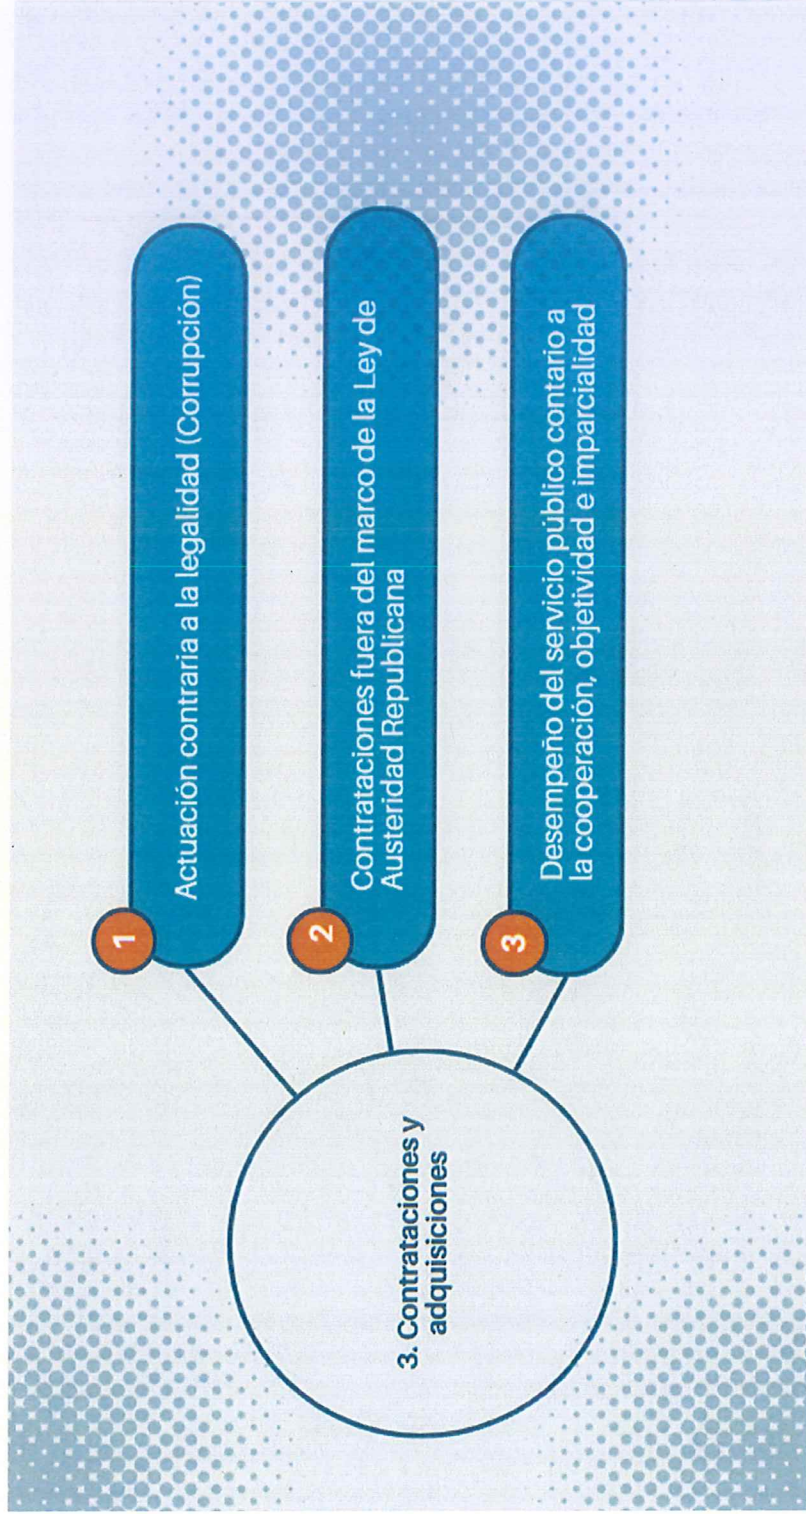 3. Contrataciones y
adquisiciones
1
Actuación contraria a la legalidad (Corrupción)
2
Contrataciones fuera del marco de la Ley de
Austeridad Republicana
3
Desempeño del servicio público contario a
la cooperación, objetividad e imparcialidad